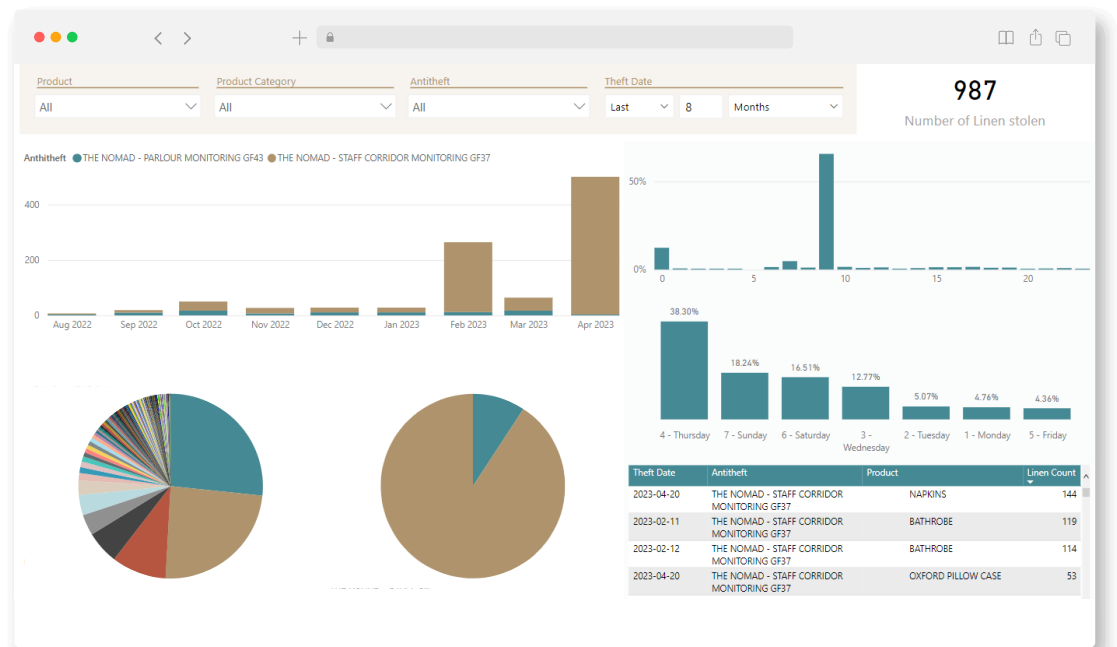 Product
Product Category
Antitheft
Theft Date
All
All
All
Last
8
Months
987
Number of Linen stolen
Anthitheft THE NOMAD - PARLOUR MONITORING GF43 THE NOMAD - STAFF CORRIDOR MONITORING GF37
400
200
0
Aug 2022
Sep 2022
Oct 2022
Nov 2022
Dec 2022
Jan 2023
Feb 2023
Mar 2023
Apr 2023
50%
0%
0
5
10
15
20
38.30%
18.24%
16.51%
12.77%
5.07%
4.76%
4.36%
4 - Thursday
7 - Sunday
6 - Saturday
3 -
Wednesday
2 - Tuesday
1 - Monday
5 - Friday
Theft Date Antitheft Product Linen Count
2023-04-20 THE NOMAD - STAFF CORRIDOR NAPKINS 144
MONITORING GF37
2023-02-11 THE NOMAD - STAFF CORRIDOR BATHROBE 119
MONITORING GF37
2023-02-12 THE NOMAD - STAFF CORRIDOR BATHROBE 114
MONITORING GF37
2023-04-20 THE NOMAD - STAFF CORRIDOR OXFORD PILLOW CASE 53
MONITORING GF37